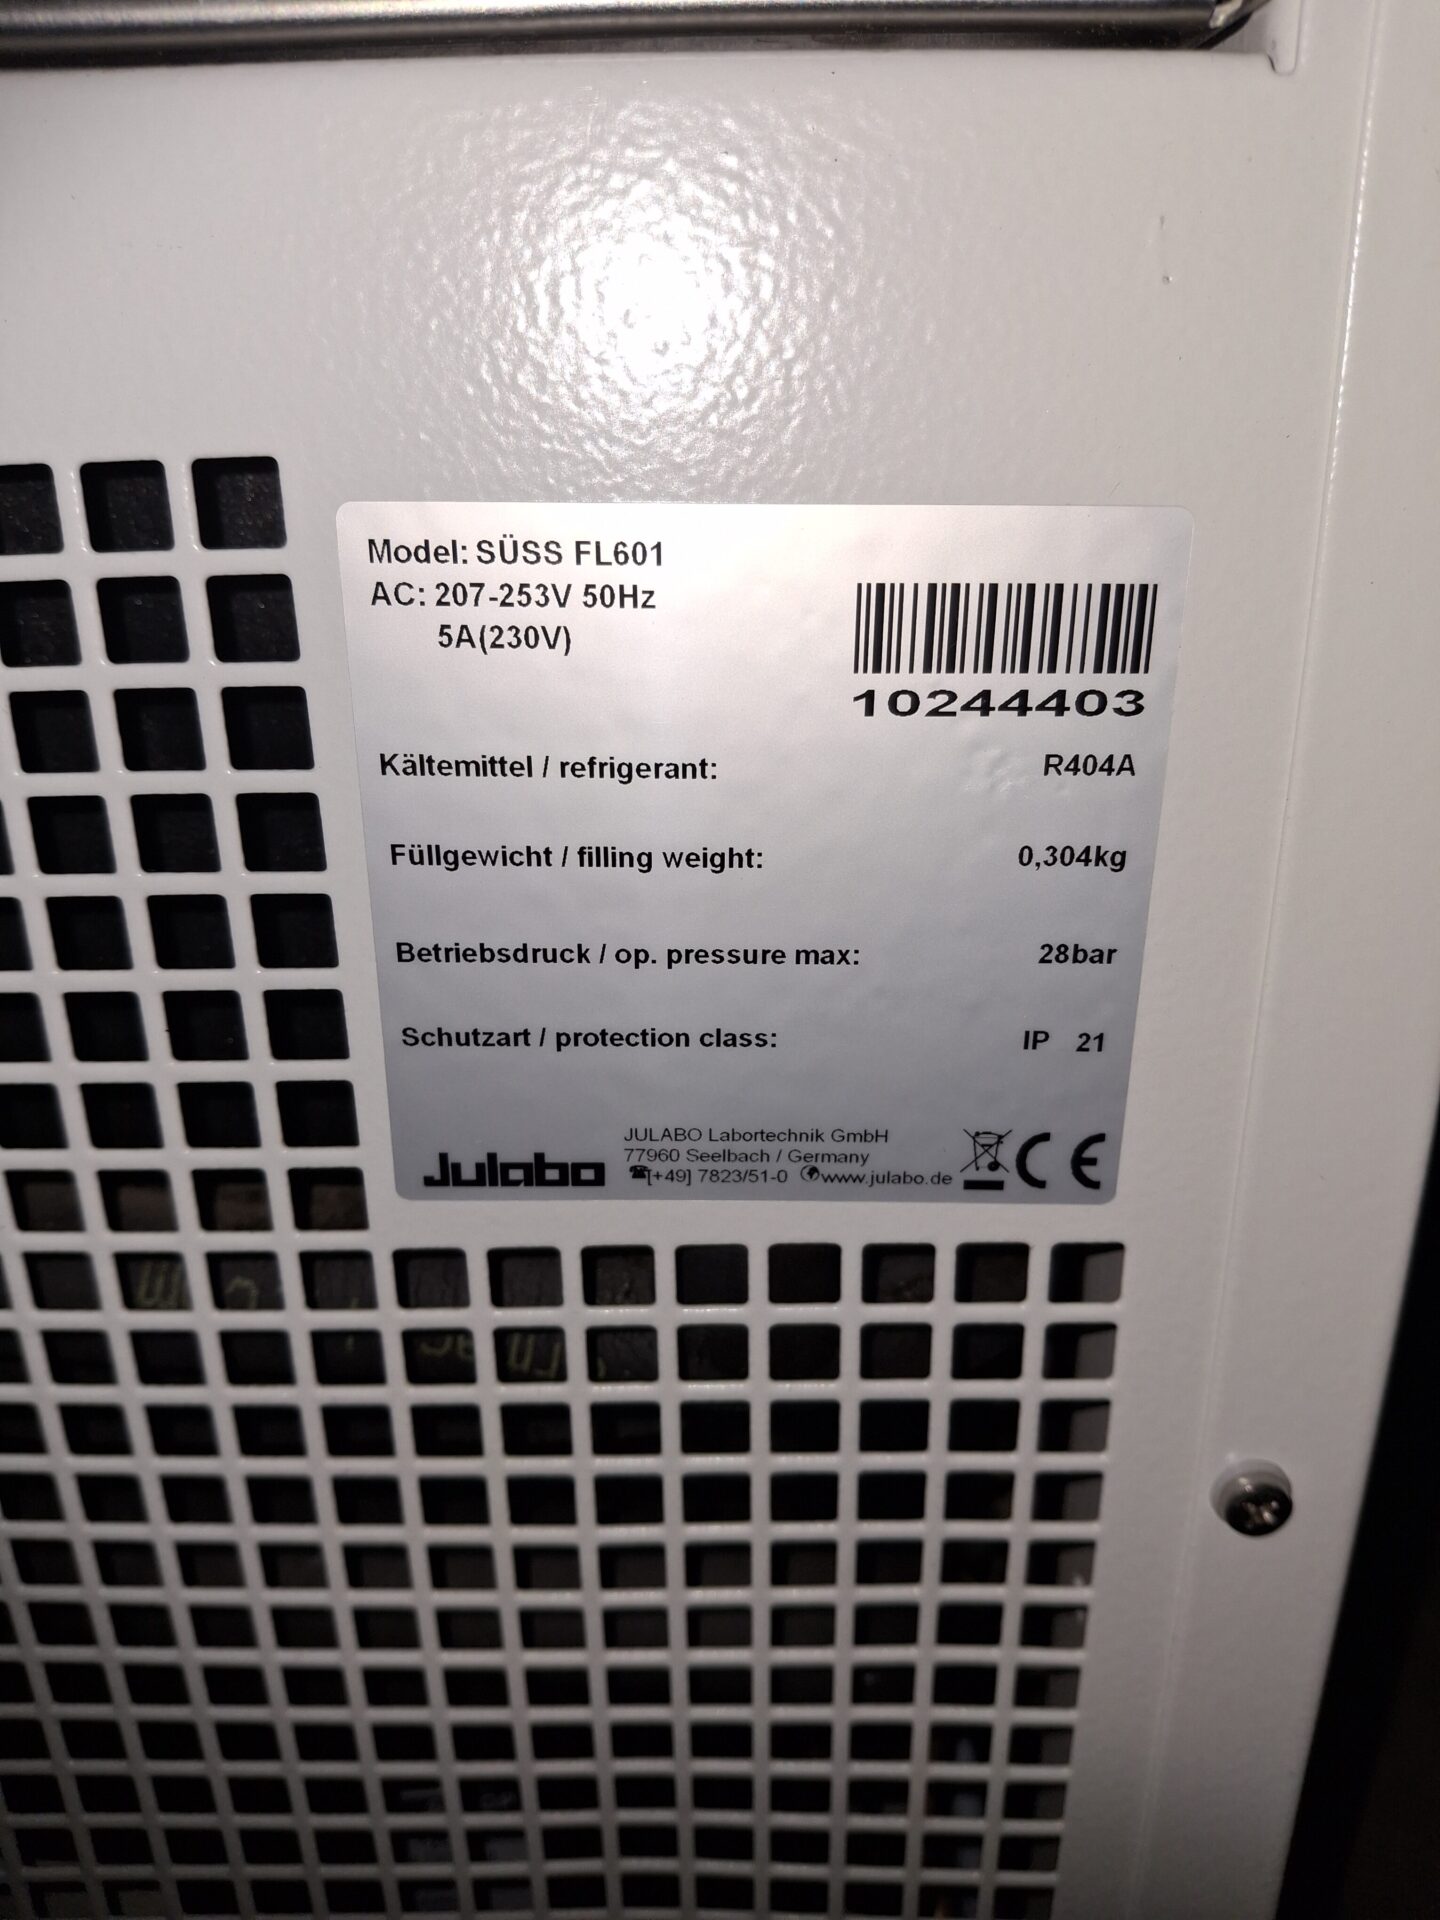 Model: SÜSS FL601
AC: 207-253V 50Hz
5A(230V)
10244403
Kältemittel / refrigerant: R404A
Füllgewicht / filling weight: 0,304kg
Betriebsdruck / op. pressure max: 28bar
Schutzart / protection class: IP 21
Julabo
JULABO Labortechnik GmbH
77960 Seelbach / Germany
☎[+49] 7823/51-0 www.julabo.de
CE